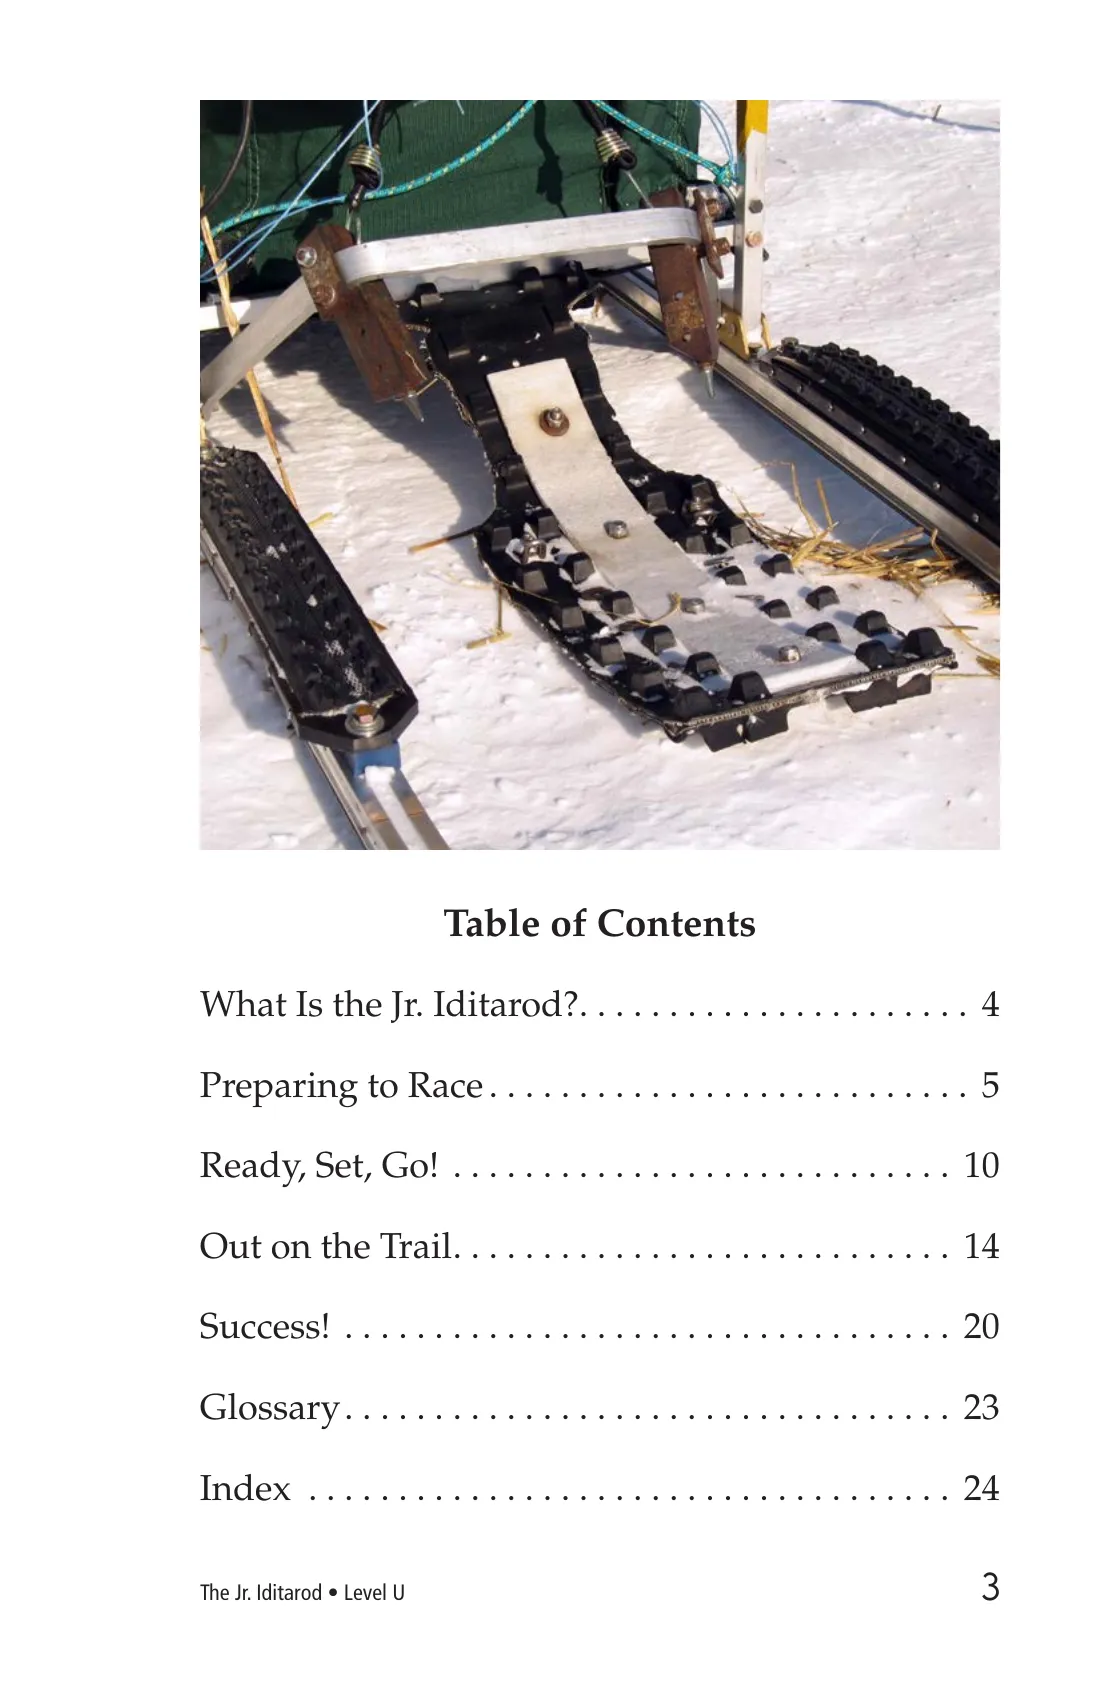 Table of Contents
What Is the Jr. Iditarod?. . . . . . . . . . . . . . . . . . . . . . 4
Preparing to Race . . . . . . . . . . . . . . . . . . . . . . . . . . . 5
Ready, Set, Go! . . . . . . . . . . . . . . . . . . . . . . . . . . . . 10
Out on the Trail. . . . . . . . . . . . . . . . . . . . . . . . . . . . 14
Success! . . . . . . . . . . . . . . . . . . . . . . . . . . . . . . . . . . 20
Glossary . . . . . . . . . . . . . . . . . . . . . . . . . . . . . . . . . . 23
Index . . . . . . . . . . . . . . . . . . . . . . . . . . . . . . . . . . . . 24
The Jr. Iditarod • Level U 3